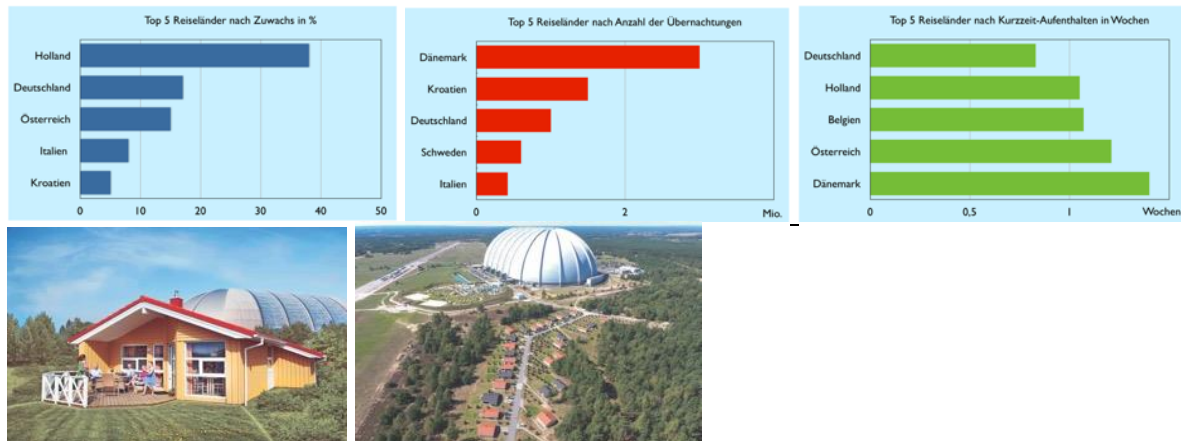 Top 5 Reiseländer nach Zuwachs in %
Holland
Deutschland
Österreich
Italien
Kroatien
0 10 20 30 40 50
Top 5 Reiseländer nach Anzahl der Übernachtungen
Dänemark
Kroatien
Deutschland
Schweden
Italien
0 2 Mio.
Top 5 Reiseländer nach Kurzzeit-Aufenthalten in Wochen
Deutschland
Holland
Belgien
Österreich
Dänemark
0 0,5 1 Wochen